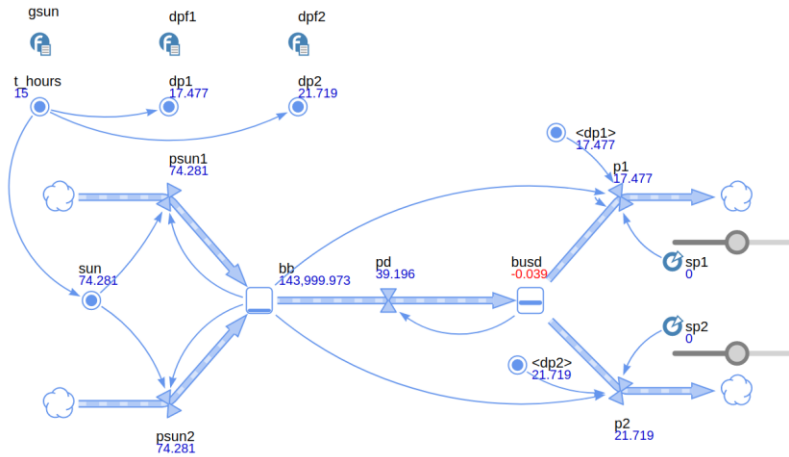 gsun
dpf1
dpf2
t_hours
15
dp1
17.477
dp2
21.719
<dp1>
17.477
psun1
74.281
p1
17.477
sun
74.281
bb
143,999.973
pd
39.196
busd
-0.039
sp1
0
sp2
0
<dp2>
21.719
psun2
74.281
p2
21.719